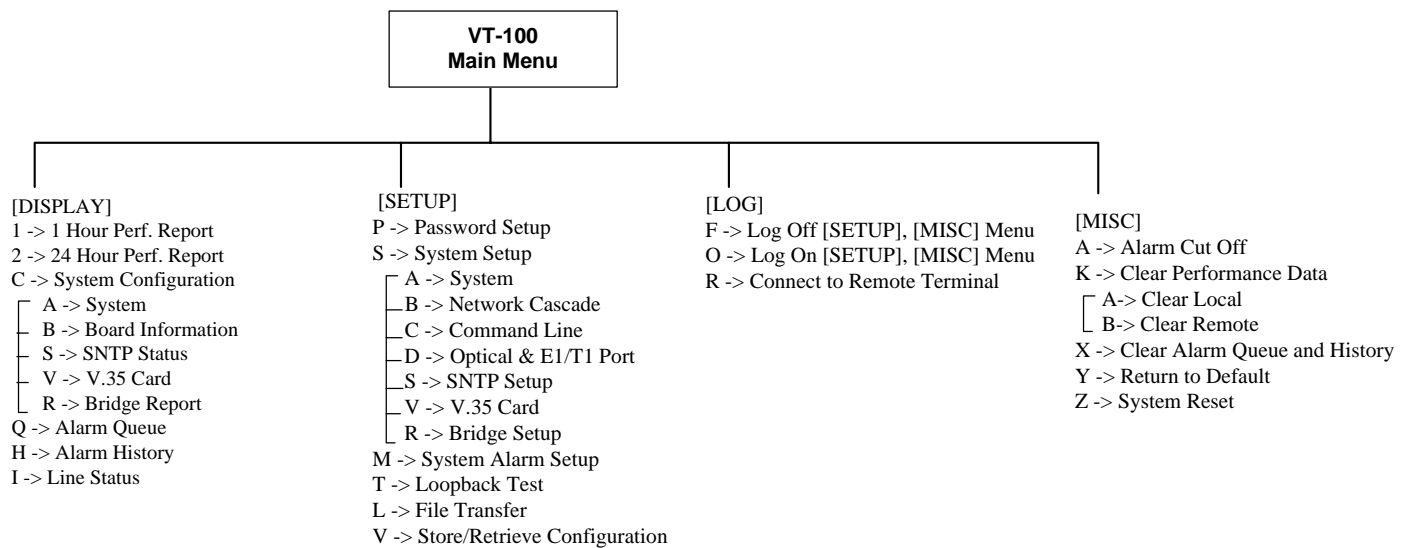 VT-100
Main Menu
[DISPLAY]
1 -> 1 Hour Perf. Report
2 -> 24 Hour Perf. Report
C -> System Configuration
A -> System
B -> Board Information
S -> SNTP Status
V -> V.35 Card
R -> Bridge Report
Q -> Alarm Queue
H -> Alarm History
I -> Line Status
[SETUP]
P -> Password Setup
S -> System Setup
A -> System
B -> Network Cascade
C -> Command Line
D -> Optical & E1/T1 Port
S -> SNTP Setup
V -> V.35 Card
R -> Bridge Setup
M -> System Alarm Setup
T -> Loopback Test
L -> File Transfer
V -> Store/Retrieve Configuration
[LOG]
F -> Log Off [SETUP], [MISC] Menu
O -> Log On [SETUP], [MISC] Menu
R -> Connect to Remote Terminal
[MISC]
A -> Alarm Cut Off
K -> Clear Performance Data
A-> Clear Local
B-> Clear Remote
X -> Clear Alarm Queue and History
Y -> Return to Default
Z -> System Reset